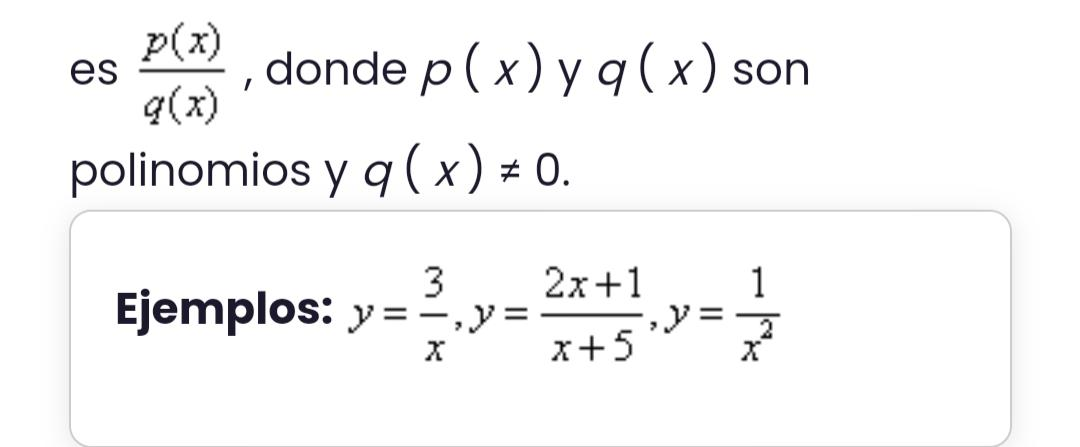 es p(x)/q(x) , donde p ( x ) y q ( x ) son
polinomios y q ( x ) ≠ 0.
Ejemplos: y = 3/x, y = (2x+1)/(x+5), y = 1/x²